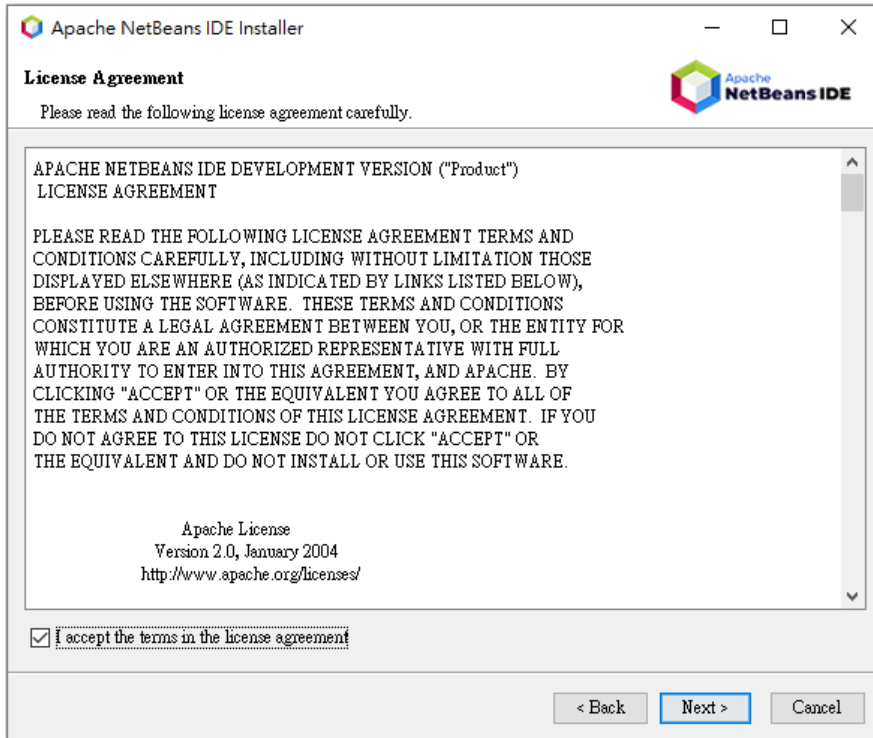 Apache NetBeans IDE Installer
License Agreement
Please read the following license agreement carefully.
Apache
NetBeans IDE
APACHE NETBEANS IDE DEVELOPMENT VERSION ("Product")
LICENSE AGREEMENT
PLEASE READ THE FOLLOWING LICENSE AGREEMENT TERMS AND
CONDITIONS CAREFULLY, INCLUDING WITHOUT LIMITATION THOSE
DISPLAYED ELSEWHERE (AS INDICATED BY LINKS LISTED BELOW),
BEFORE USING THE SOFTWARE.  THESE TERMS AND CONDITIONS
CONSTITUTE A LEGAL AGREEMENT BETWEEN YOU, OR THE ENTITY FOR
WHICH YOU ARE AN AUTHORIZED REPRESENTATIVE WITH FULL
AUTHORITY TO ENTER INTO THIS AGREEMENT, AND APACHE.  BY
CLICKING "ACCEPT" OR THE EQUIVALENT YOU AGREE TO ALL OF
THE TERMS AND CONDITIONS OF THIS LICENSE AGREEMENT.  IF YOU
DO NOT AGREE TO THIS LICENSE DO NOT CLICK "ACCEPT" OR
THE EQUIVALENT AND DO NOT INSTALL OR USE THIS SOFTWARE.
Apache License
Version 2.0, January 2004
http://www.apache.org/licenses/
I accept the terms in the license agreement
< Back
Next >
Cancel